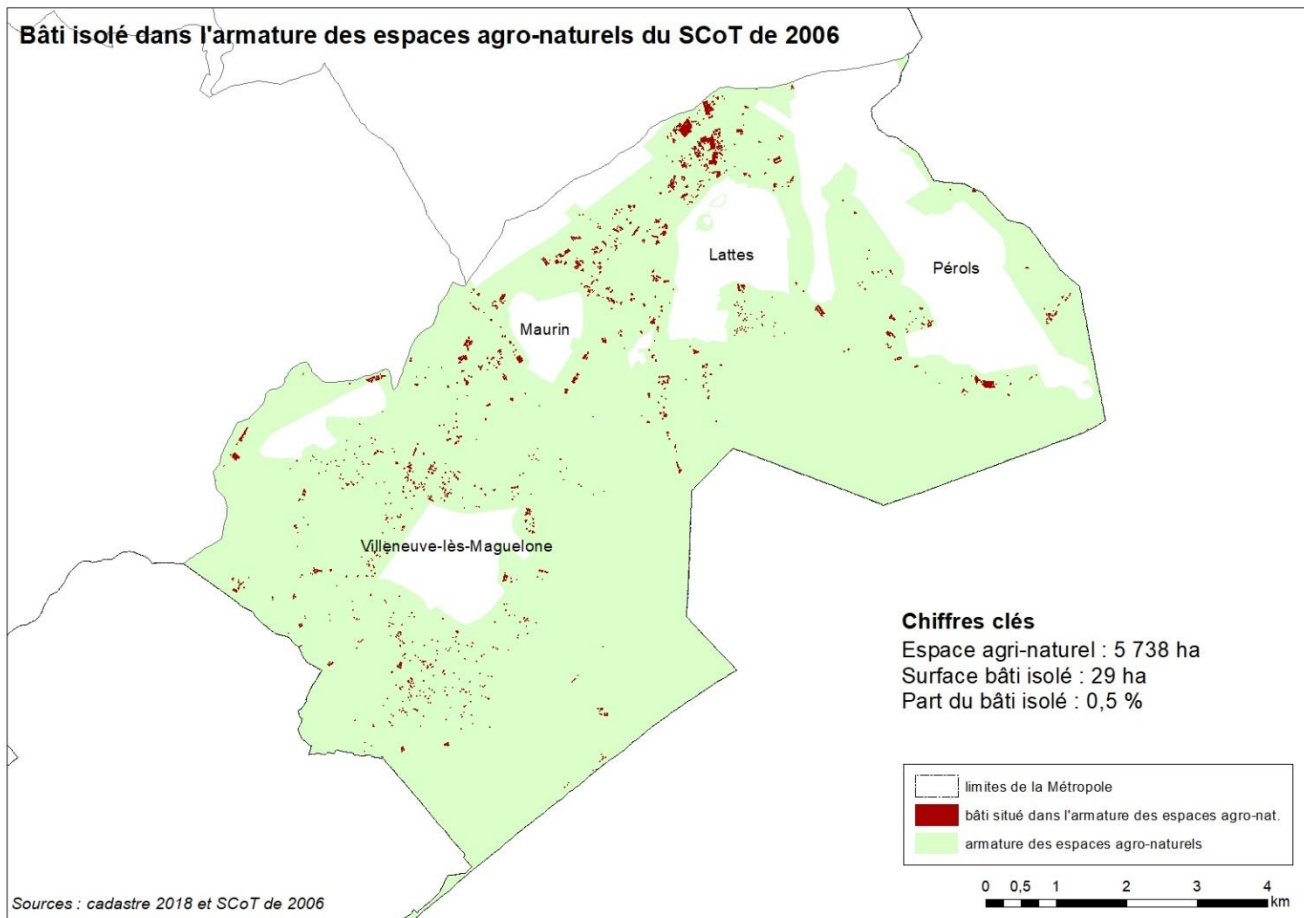 Bâti isolé dans l'armature des espaces agro-naturels du SCoT de 2006
Lattes
Pérols
Maurin
Villeneuve-lès-Maguelone
Chiffres clés
Espace agri-naturel : 5 738 ha
Surface bâti isolé : 29 ha
Part du bâti isolé : 0,5 %
limites de la Métropole
bâti situé dans l'armature des espaces agro-nat.
armature des espaces agro-naturels
0 0,5 1 2 3 4
km
Sources : cadastre 2018 et SCoT de 2006